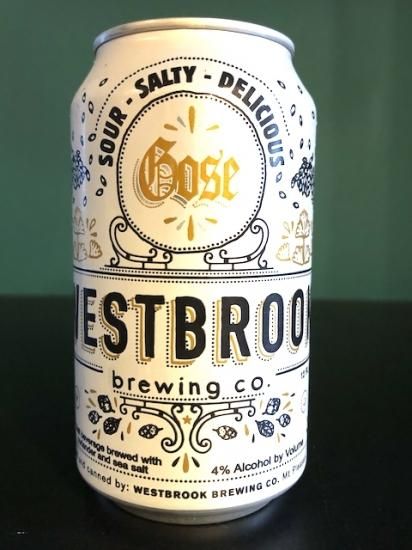 SOUR - SALTY - DELICIOUS
Gose
WESTBROOK
brewing co.
beverage brewed with
and sea salt
4% Alcohol by Volume
and canned by: WESTBROOK BREWING CO. Mt.